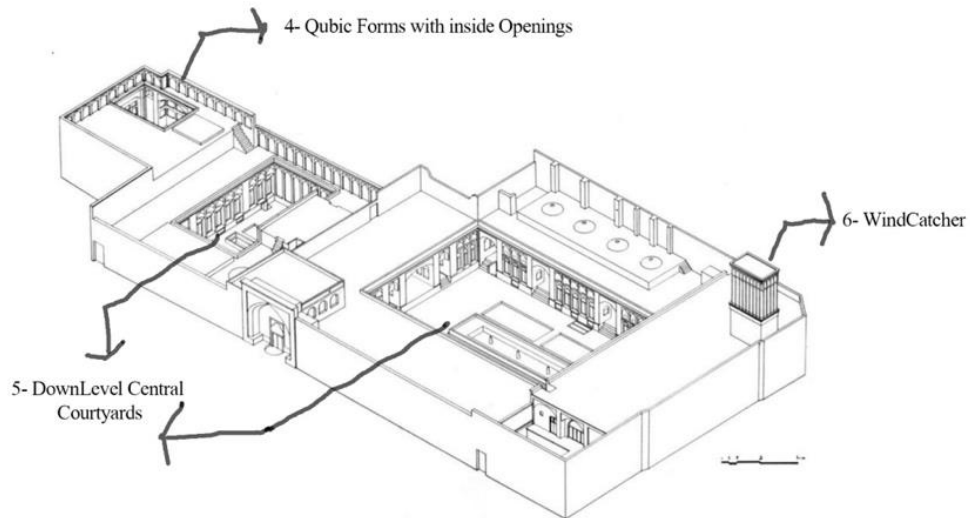 4- Qubic Forms with inside Openings
6- WindCatcher
5- DownLevel Central
Courtyards